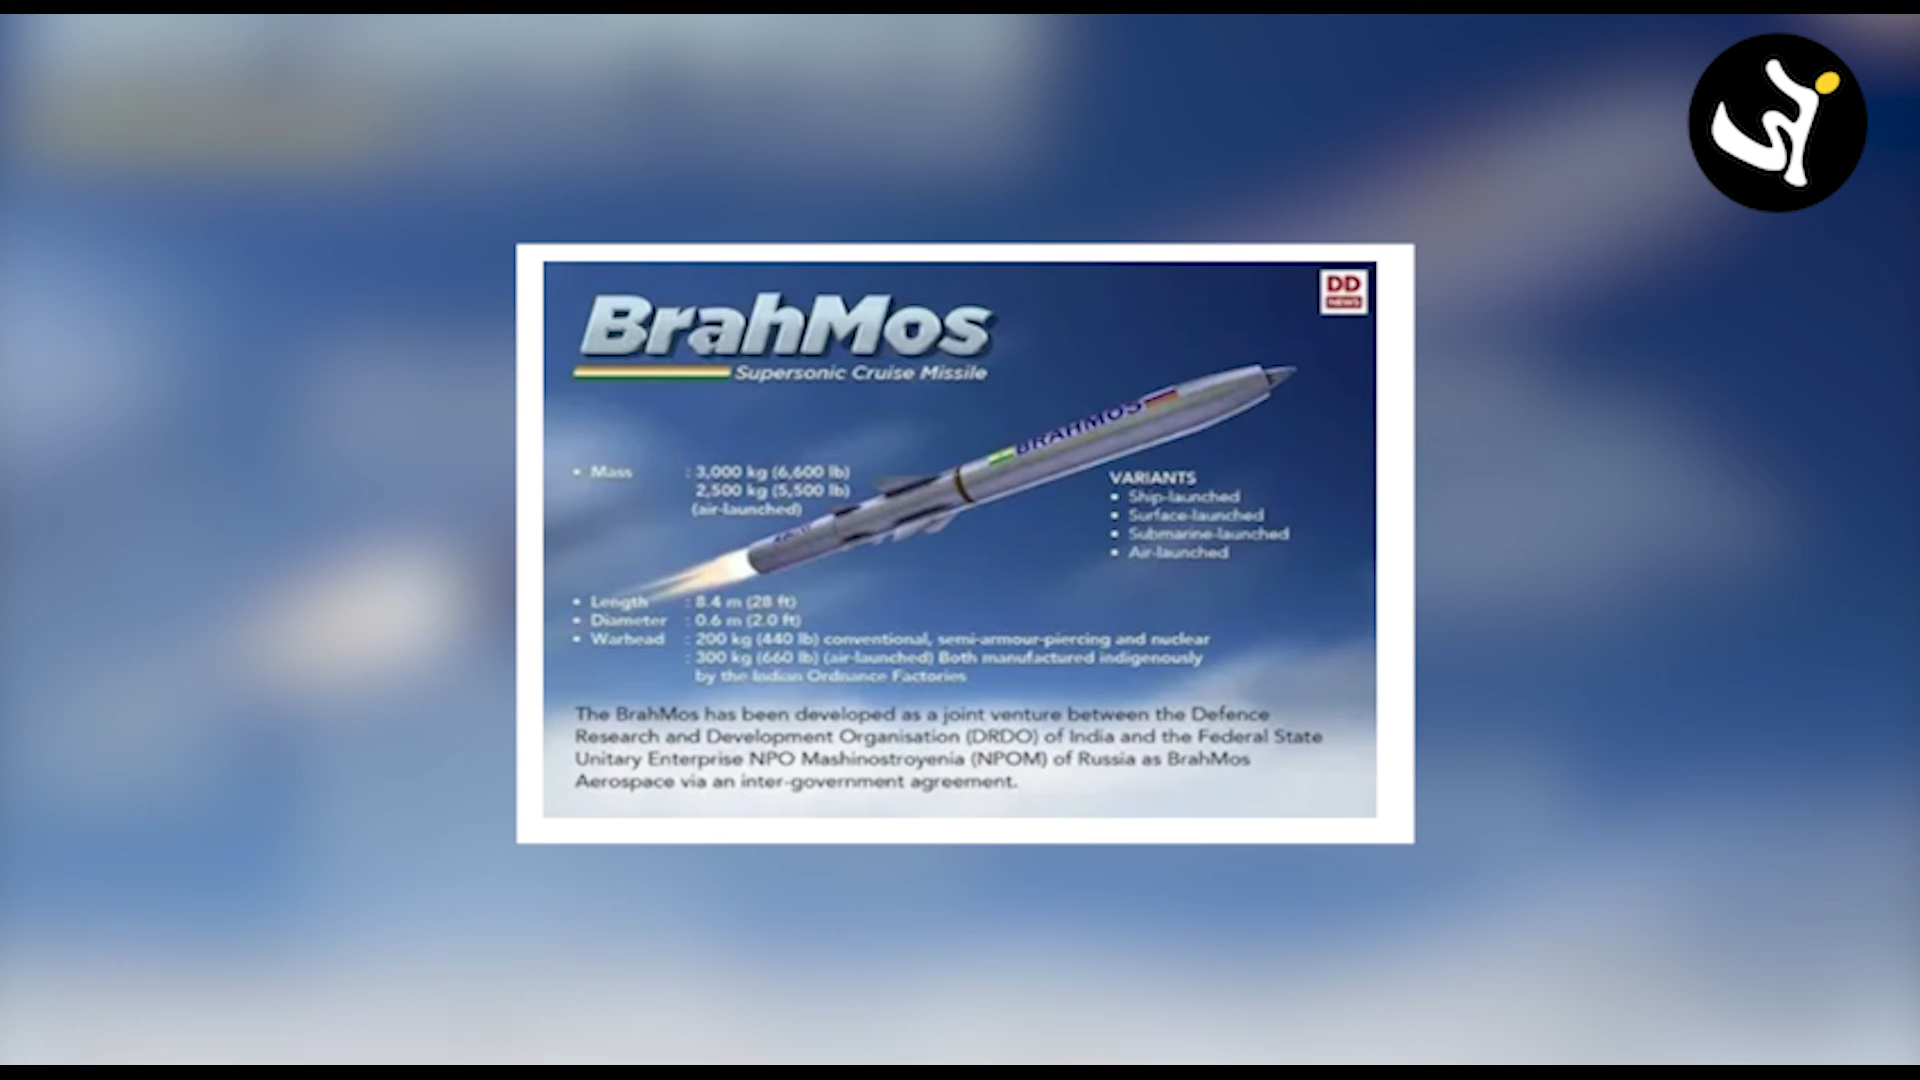 DD
NEWS
BrahMos
Supersonic Cruise Missile
BRAHMOS
• Mass : 3,000 kg (6,600 lb)
2,500 kg (5,500 lb)
(air-launched)
VARIANTS
• Ship-launched
• Surface-launched
• Submarine-launched
• Air-launched
• Length : 8.4 m (28 ft)
• Diameter : 0.6 m (2.0 ft)
• Warhead : 200 kg (440 lb) conventional, semi-armour-piercing and nuclear
: 300 kg (660 lb) (air-launched) Both manufactured indigenously
by the Indian Ordnance Factories
The BrahMos has been developed as a joint venture between the Defence
Research and Development Organisation (DRDO) of India and the Federal State
Unitary Enterprise NPO Mashinostroyenia (NPOM) of Russia as BrahMos
Aerospace via an inter-government agreement.